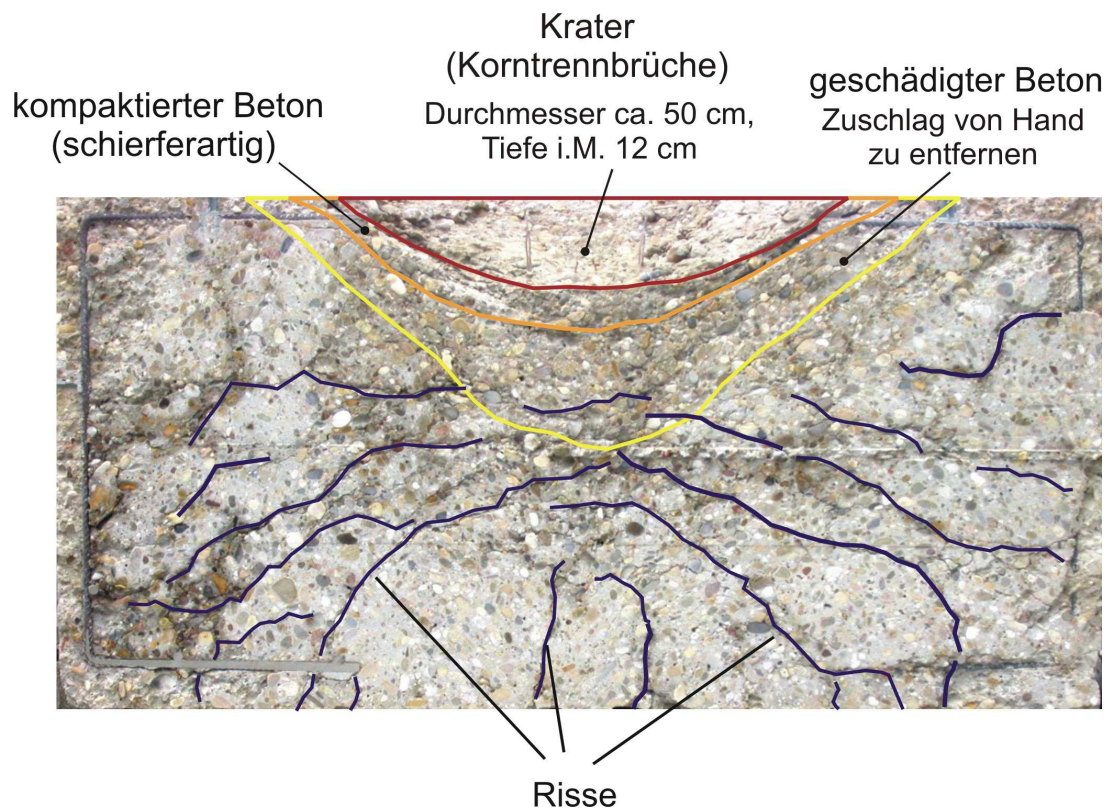 Krater
(Korntrennbrüche)
Durchmesser ca. 50 cm,
Tiefe i.M. 12 cm
kompaktierter Beton
(schierferartig)
geschädigter Beton
Zuschlag von Hand
zu entfernen
Risse